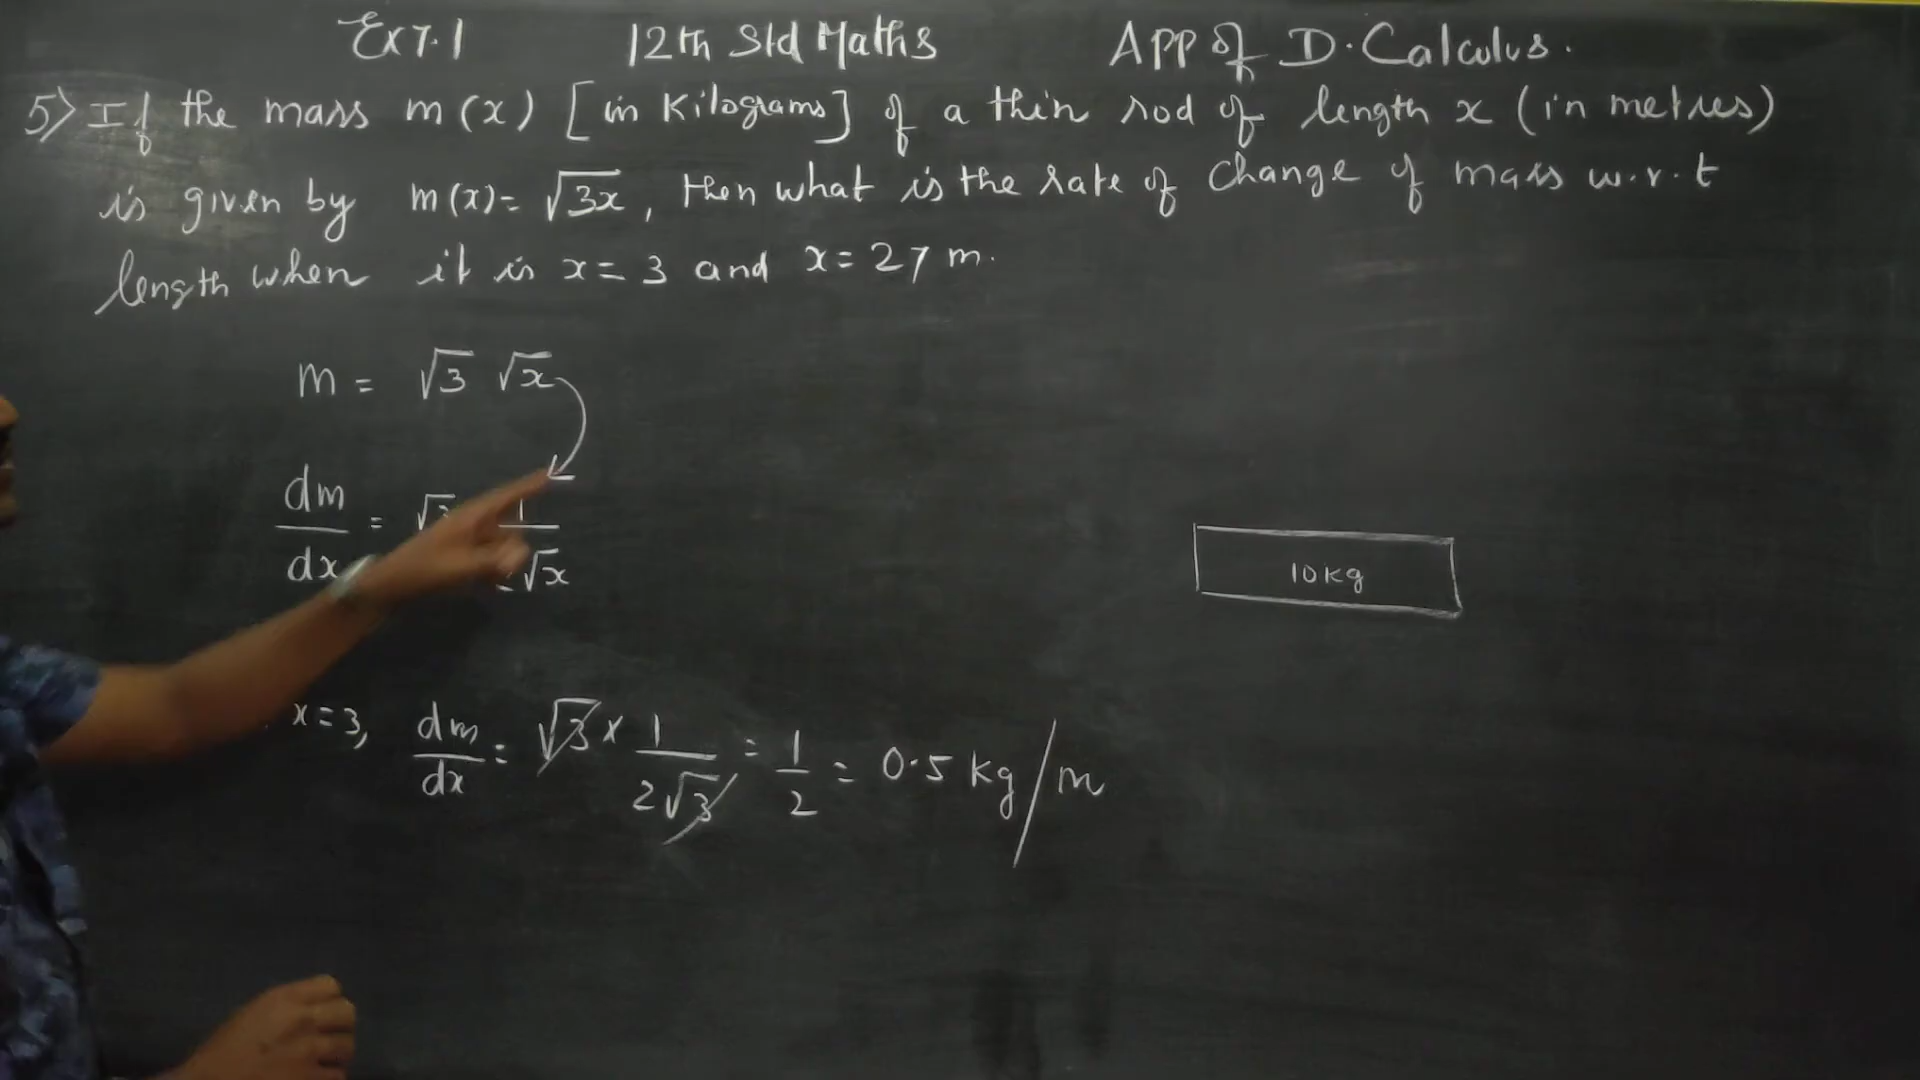 Ex 7.1 12th Std Maths APP of D.Calculus.
5) If the mass m(x) [in Kilograms] of a thin rod of length x (in metres)
is given by m(x)= √3x, then what is the rate of change of mass w.r.t
length when it is x= 3 and x= 27 m.
m = √3 √x
dm/dx = √3 1/2√x
10kg
x=3, dm/dx = √3 × 1/2√3 = 1/2 = 0.5 kg/m